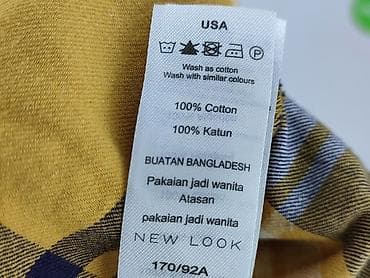 USA
Wash as cotton
Wash with similar colours
100% Cotton
100% Katun
BUATAN BANGLADESH
Pakaian jadi wanita
Atasan
pakaian jadi wanita
NEW LOOK
170/92A